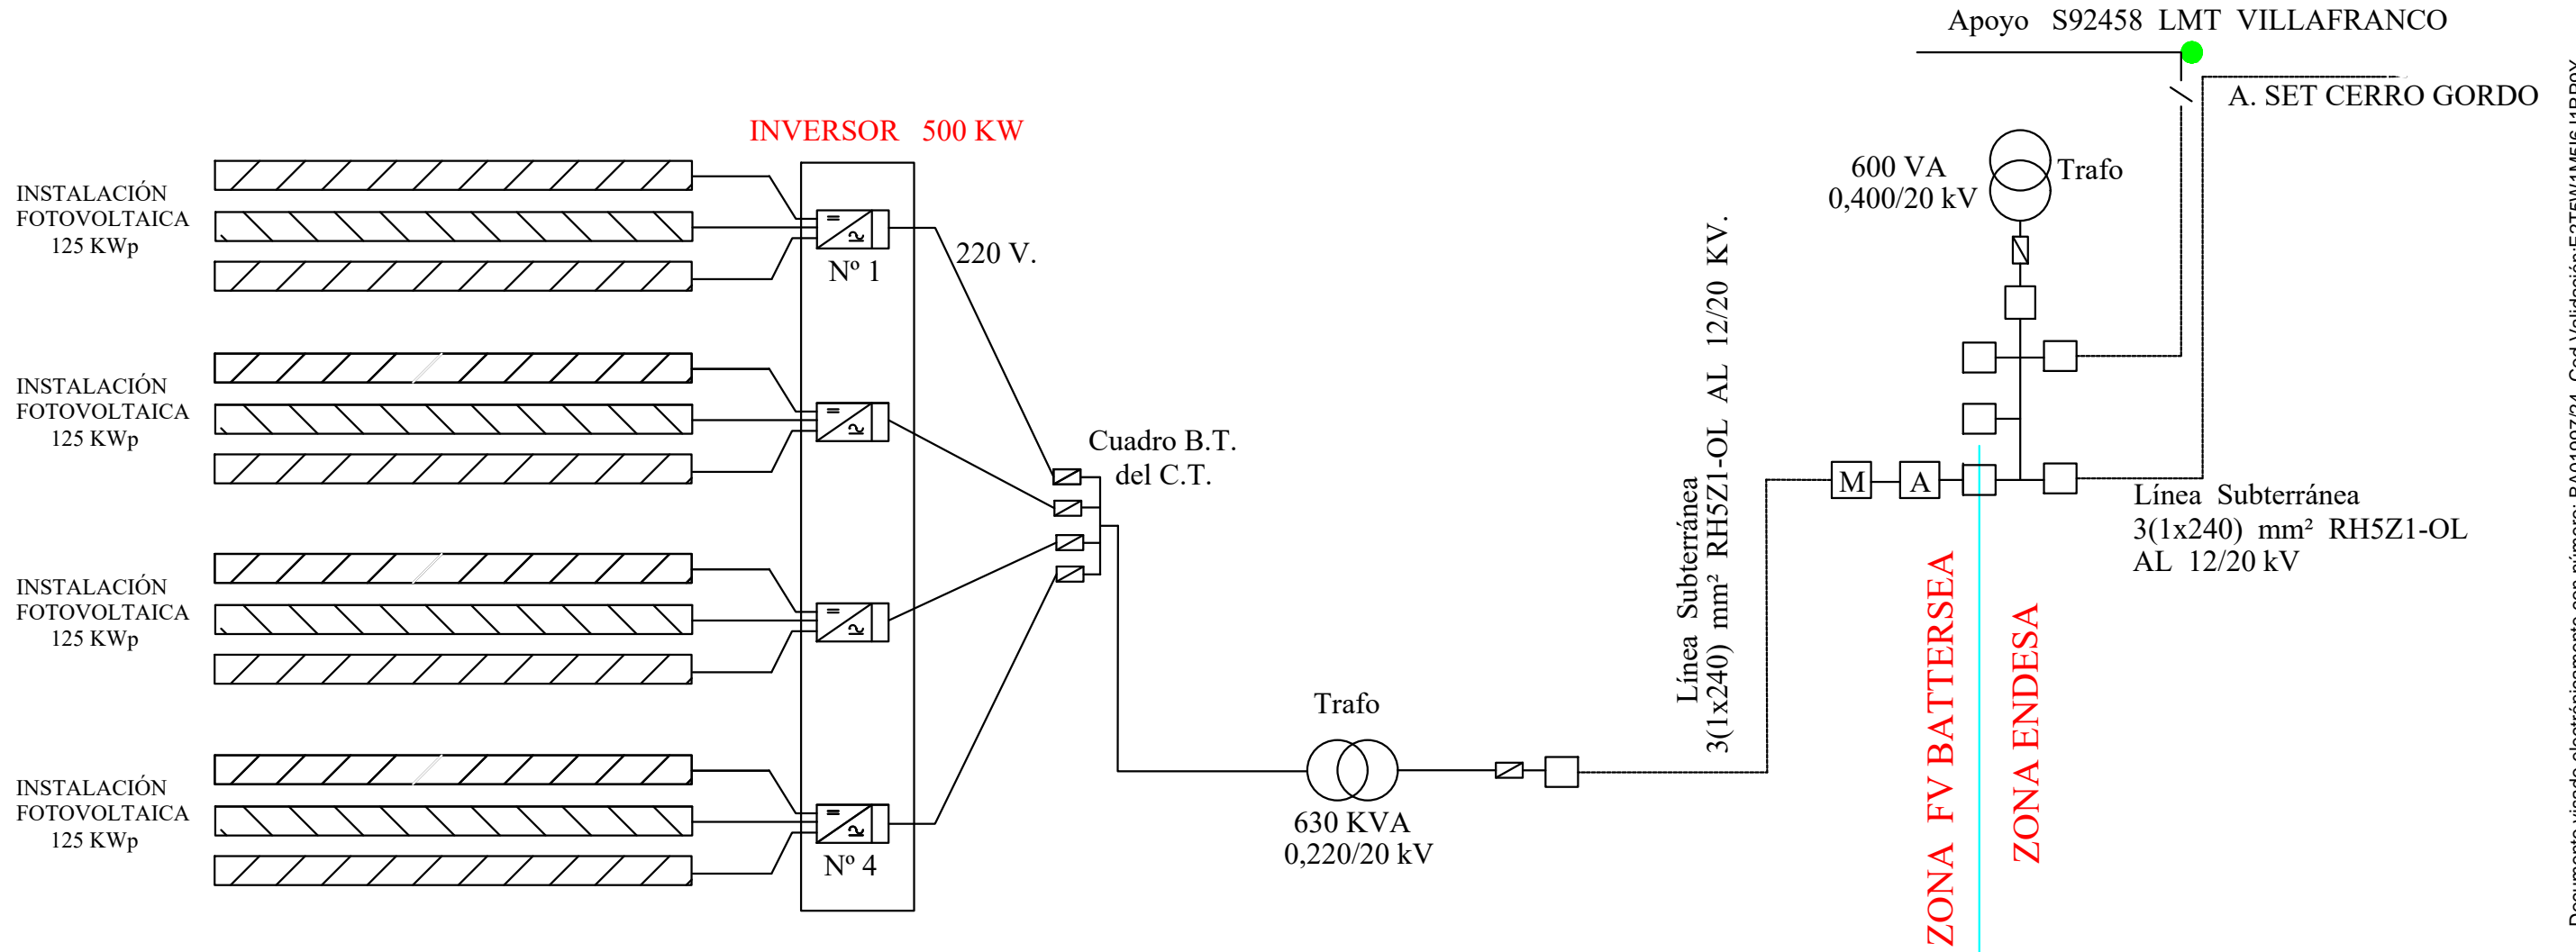 Apoyo S92458 LMT VILLAFRANCO
A. SET CERRO GORDO
INVERSOR 500 KW
600 VA
0,400/20 kV
Trafo
INSTALACIÓN
FOTOVOLTAICA
125 KWp
Nº 1
220 V.
INSTALACIÓN
FOTOVOLTAICA
125 KWp
Cuadro B.T.
del C.T.
Línea Subterránea
3(1x240) mm² RH5Z1-OL AL 12/20 KV.
M
A
Línea Subterránea
3(1x240) mm² RH5Z1-OL
AL 12/20 kV
INSTALACIÓN
FOTOVOLTAICA
125 KWp
ZONA FV BATTERSEA
ZONA ENDESA
Trafo
630 KVA
0,220/20 kV
INSTALACIÓN
FOTOVOLTAICA
125 KWp
Nº 4